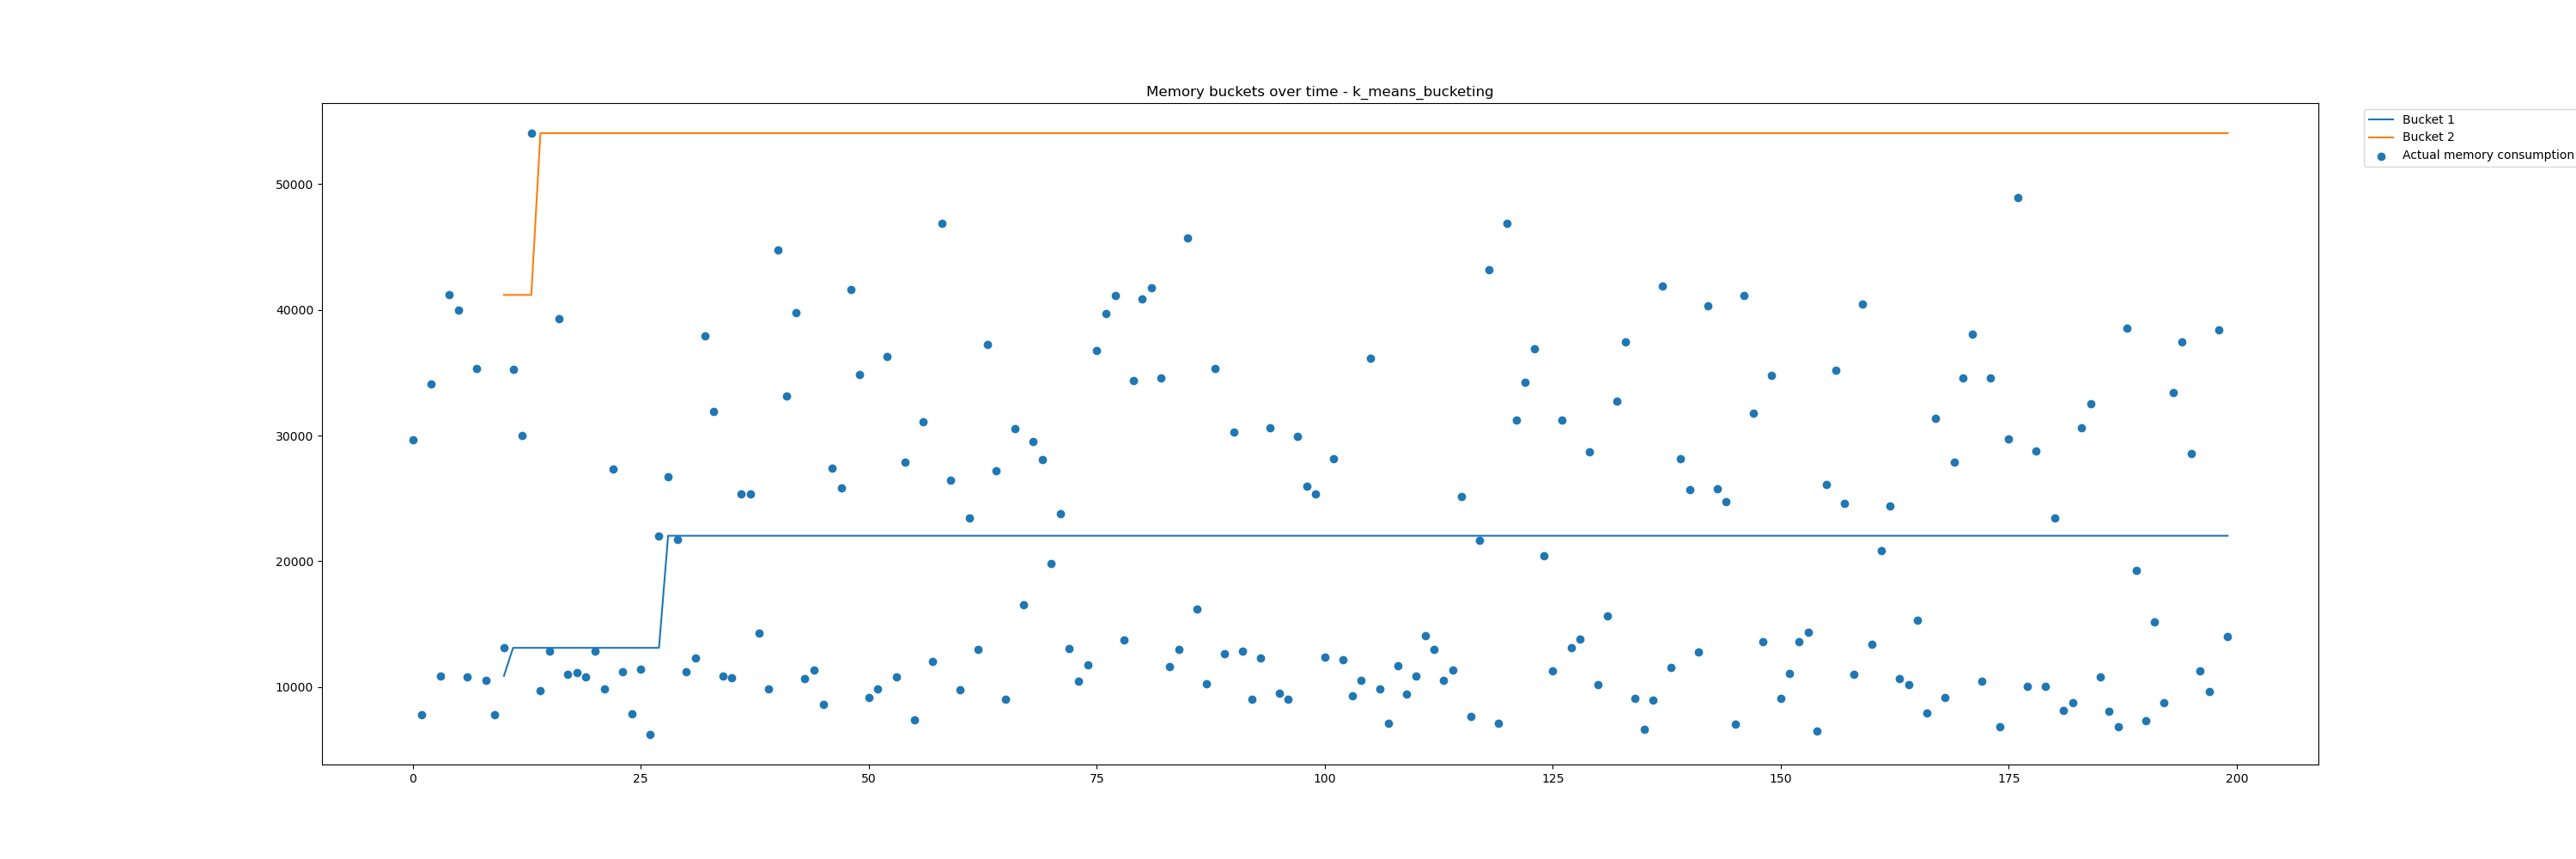 Memory buckets over time - k_means_bucketing
Bucket 1
Bucket 2
Actual memory consumption
50000
40000
30000
20000
10000
0 25 50 75 100 125 150 175 200